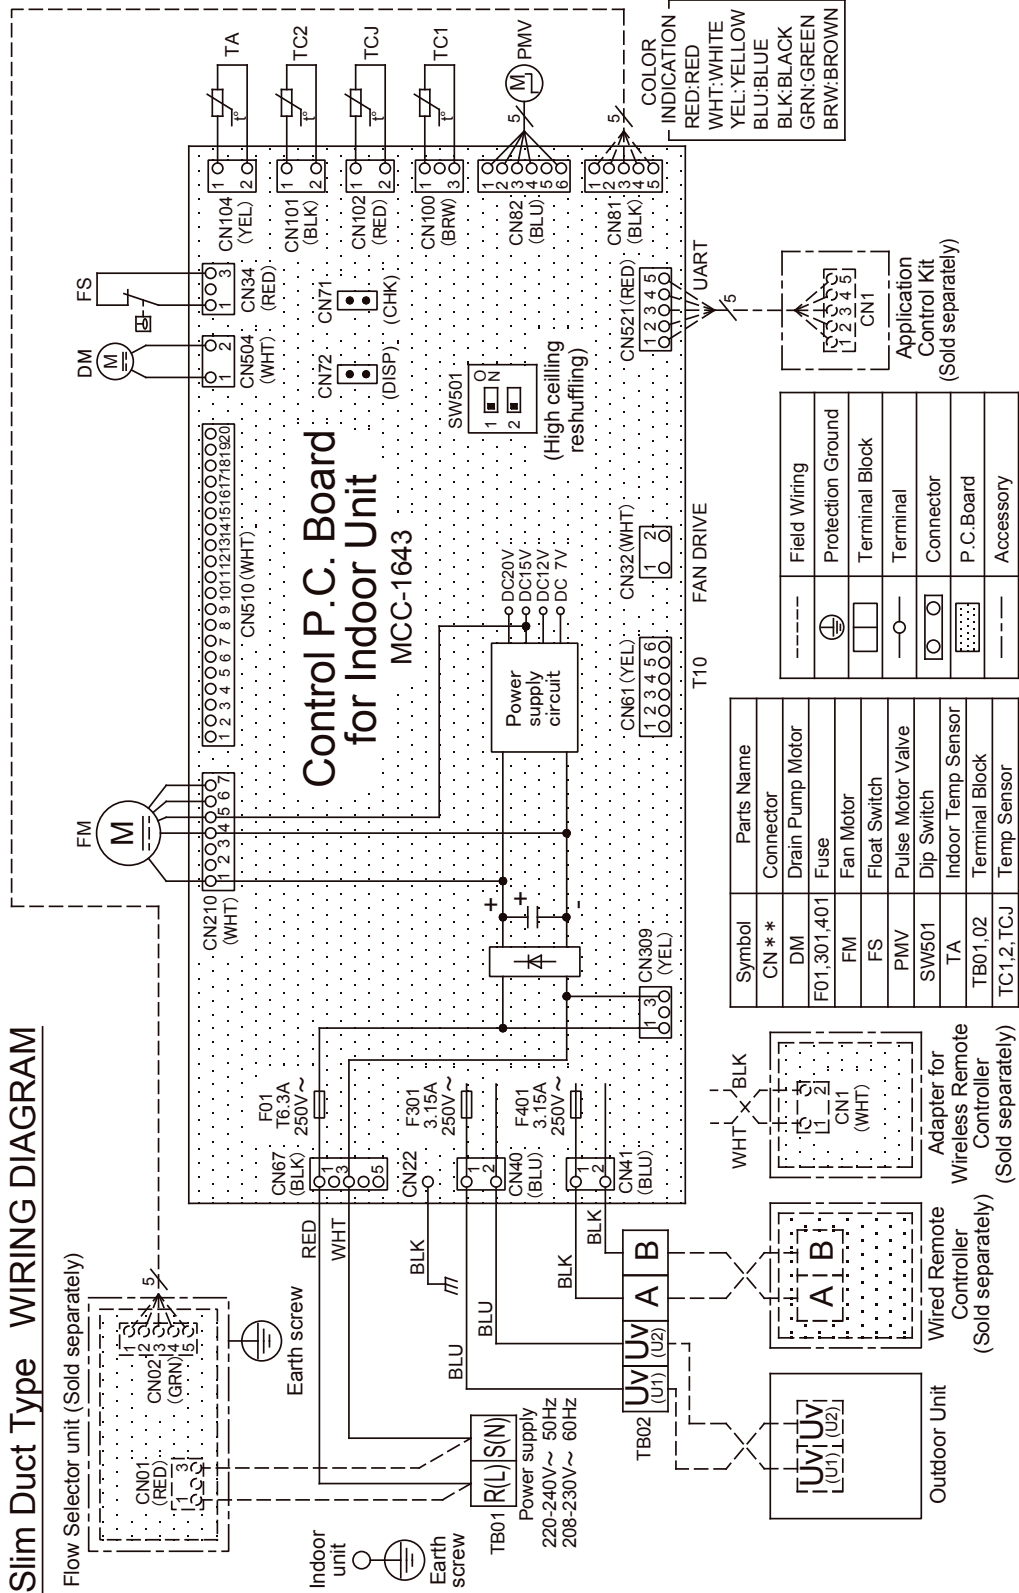 Slim Duct Type WIRING DIAGRAM
Flow Selector unit (Sold separately)
CN01
(RED)
1 3
CN02
(GRN)
1 2 3 4 5
5
Earth screw
Indoor
unit
Earth
screw
TB01
R(L) S(N)
Power supply
220-240V~ 50Hz
208-230V~ 60Hz
RED
WHT
BLK
BLU
BLU
BLK
BLK
CN67
(BLK)
1 3 5
CN22
CN40
(BLU)
1 2
CN41
(BLU)
1 2
F01
T6.3A
250V~
F301
3.15A
250V~
F401
3.15A
250V~
TB02
Uv Uv A B
(U1) (U2)
Outdoor Unit
Uv Uv
(U1) (U2)
Wired Remote
Controller
(Sold separately)
A B
WHT
BLK
1 2
CN1
(WHT)
Adapter for
Wireless Remote
Controller
(Sold separately)
FM
M
CN210
(WHT)
1 2 3 4 5 6 7
+
+
-
CN309
(YEL)
1 3
Power
supply
circuit
DC20V
DC15V
DC12V
DC 7V
Control P.C. Board
for Indoor Unit
MCC-1643
1 2 3 4 5 6 7 8 9 10 11 12 13 14 15 16 17 18 19 20
CN510 (WHT)
CN61 (YEL)
1 2 3 4 5 6
T10
CN32 (WHT)
1 2
FAN DRIVE
SW501
ON
1
2
(High ceilling
reshuffling)
CN72
(DISP)
CN71
(CHK)
DM
M
1 2
CN504
(WHT)
FS
1 3
CN34
(RED)
CN104
(YEL)
1 2
t°
TA
CN101
(BLK)
1 2
t°
TC2
CN102
(RED)
1 2
t°
TCJ
CN100
(BRW)
1 3
t°
TC1
CN82
(BLU)
1 2 3 4 5 6
5
M
PMV
CN81
(BLK)
1 2 3 4 5
5
CN521 (RED)
1 2 3 4 5
UART
5
1 2 3 4 5
CN1
Application
Control Kit
(Sold separately)
COLOR
INDICATION
RED:RED
WHT:WHITE
YEL:YELLOW
BLU:BLUE
BLK:BLACK
GRN:GREEN
BRW:BROWN
Symbol Parts Name
CN** Connector
DM Drain Pump Motor
F01,301,401 Fuse
FM Fan Motor
FS Float Switch
PMV Pulse Motor Valve
SW501 Dip Switch
TA Indoor Temp Sensor
TB01,02 Terminal Block
TC1,2,TCJ Temp Sensor
Field Wiring
Protection Ground
Terminal Block
Terminal
Connector
P.C.Board
Accessory